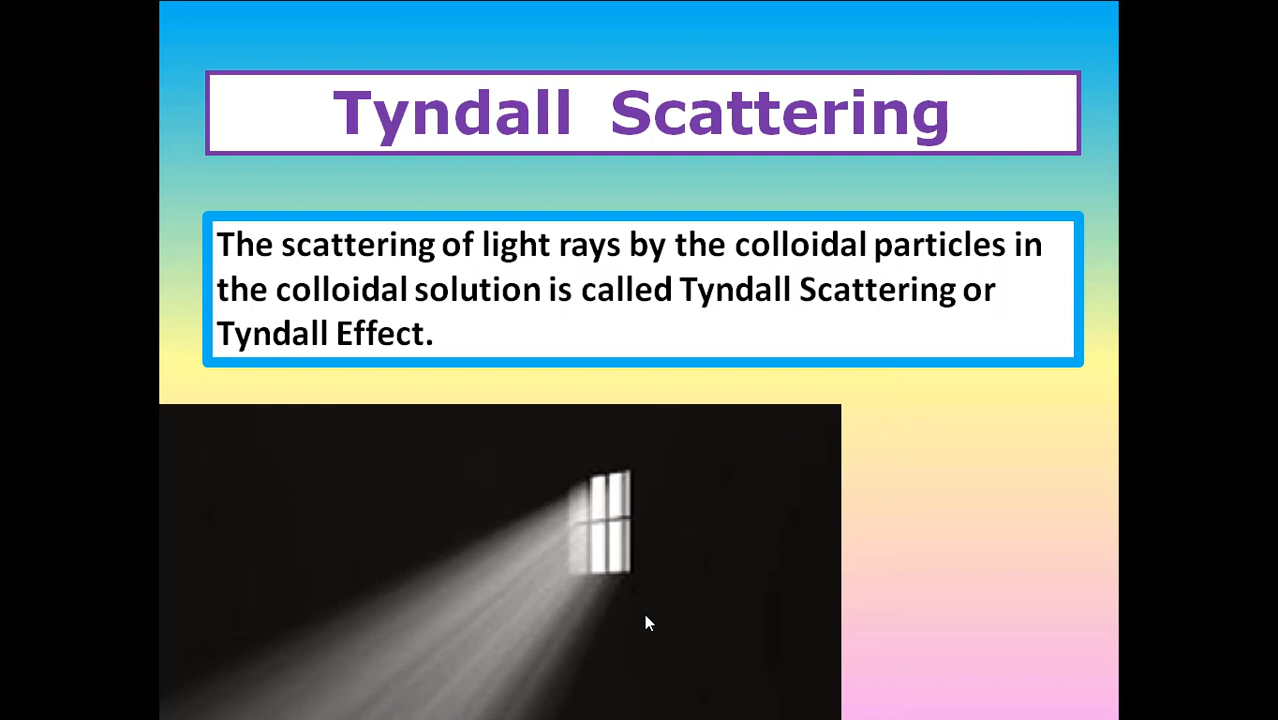 Tyndall Scattering
The scattering of light rays by the colloidal particles in
the colloidal solution is called Tyndall Scattering or
Tyndall Effect.